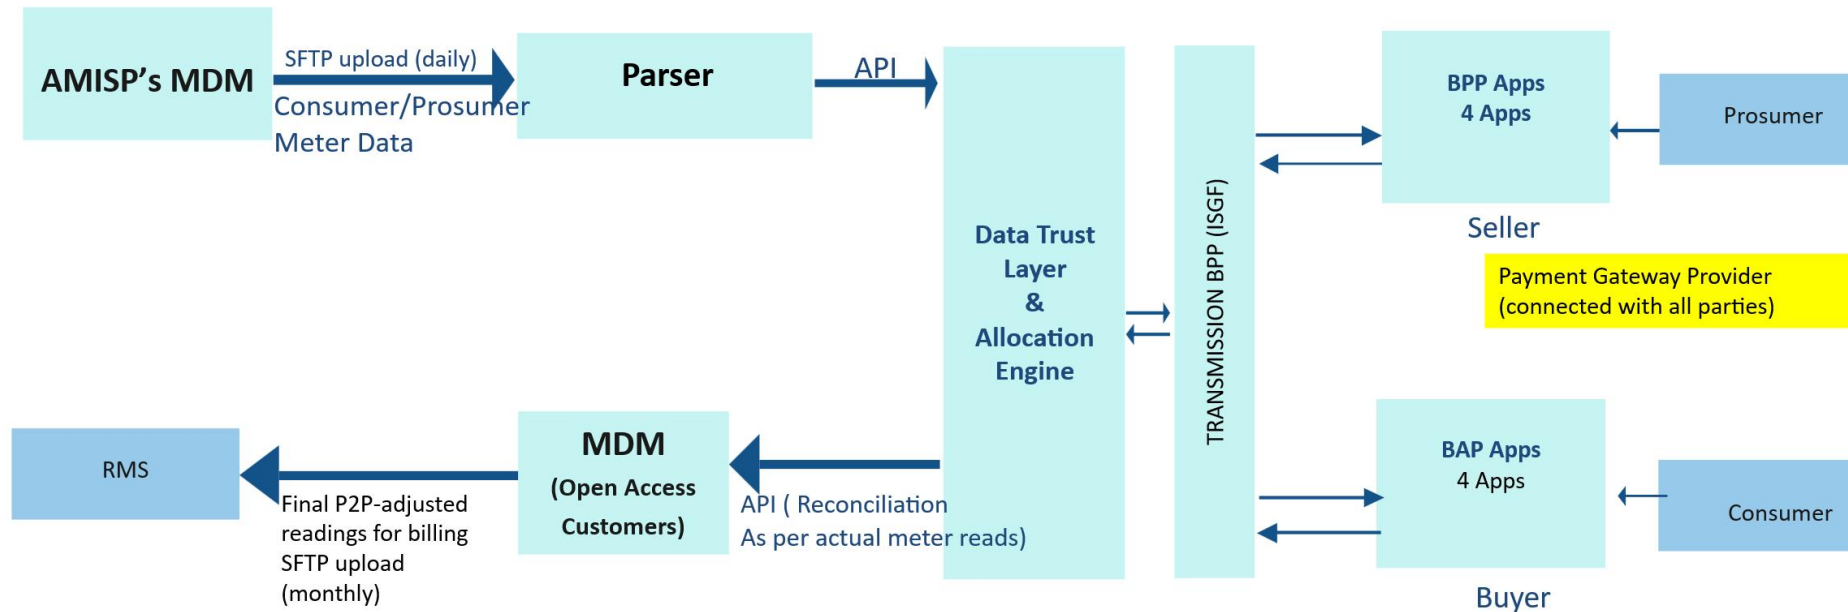 AMISP’s MDM
SFTP upload (daily)
Consumer/Prosumer
Meter Data
Parser
API
Data Trust
Layer
&
Allocation
Engine
TRANSMISSION BPP (ISGF)
BPP Apps
4 Apps
Seller
Prosumer
Payment Gateway Provider
(connected with all parties)
RMS
Final P2P-adjusted
readings for billing
SFTP upload
(monthly)
MDM
(Open Access
Customers)
API ( Reconciliation
As per actual meter reads)
BAP Apps
4 Apps
Buyer
Consumer